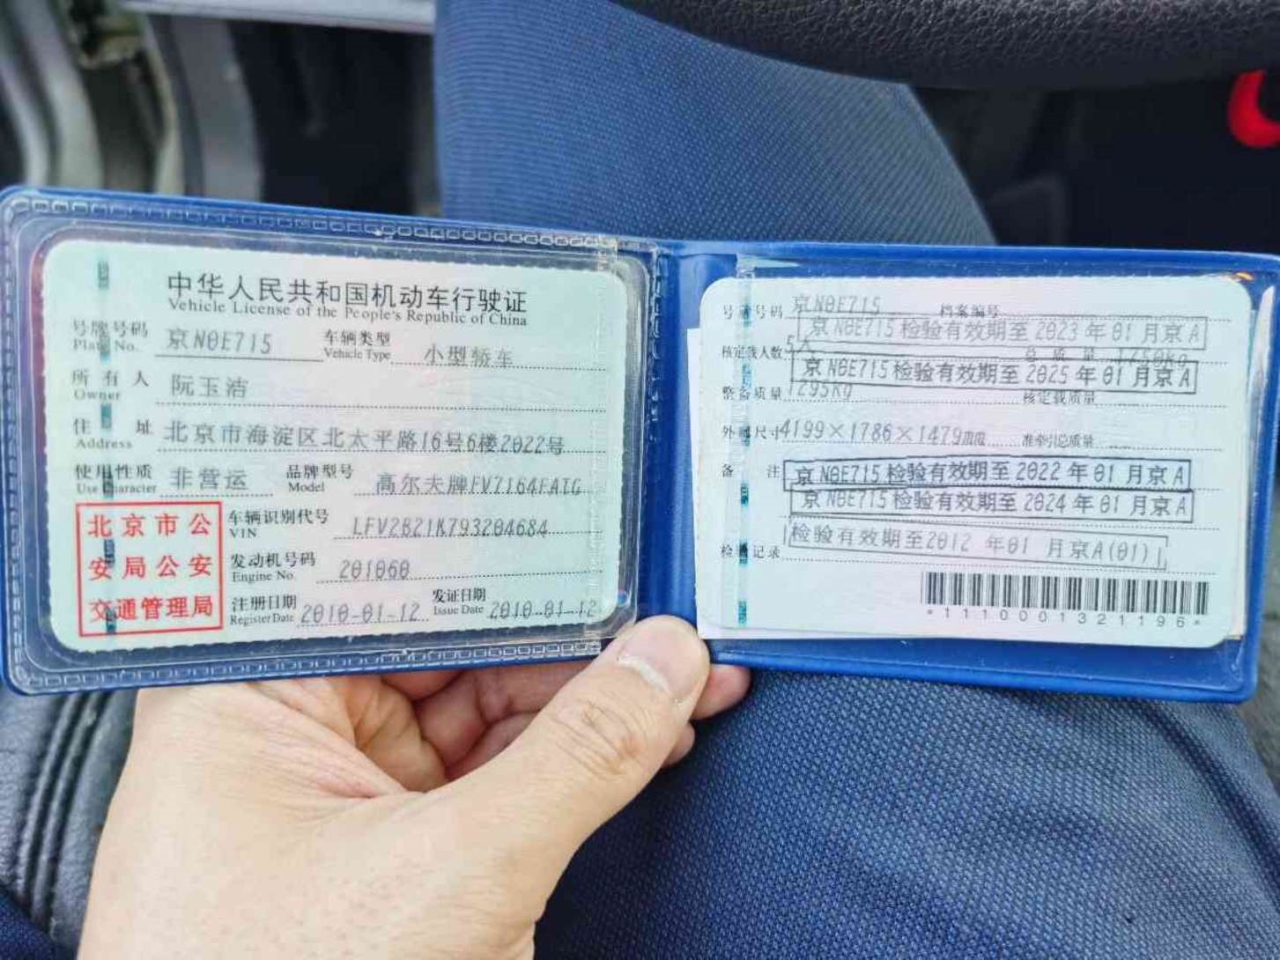 中华人民共和国机动车行驶证
Vehicle License of the People's Republic of China
号牌号码 京N0E715 车辆类型 小型轿车
Plate No. Vehicle Type
所有人 阮玉洁
Owner
住址 北京市海淀区北太平路16号6楼2022号
Address
使用性质 非营运 品牌型号 高尔夫牌FV7164FATG
Use Character Model
北京市公
安局公安
交通管理局
车辆识别代号 LFV2B21K793204684
VIN
发动机号码 201060
Engine No.
注册日期 2010-01-12 发证日期 2010-01-12
Register Date Issue Date
号牌号码 京N0E715 档案编号
京N0E715检验有效期至2023年01月京A
核定载人数 5人 总质量
京N0E715检验有效期至2025年01月京A
整备质量 1295Kg 核定载质量
外廓尺寸 4199×1786×1479 准牵引总质量
备注 京N0E715检验有效期至2022年01月京A
京N0E715检验有效期至2024年01月京A
检验有效期至2012年01月京A(01)
检验记录
*1110001321196*